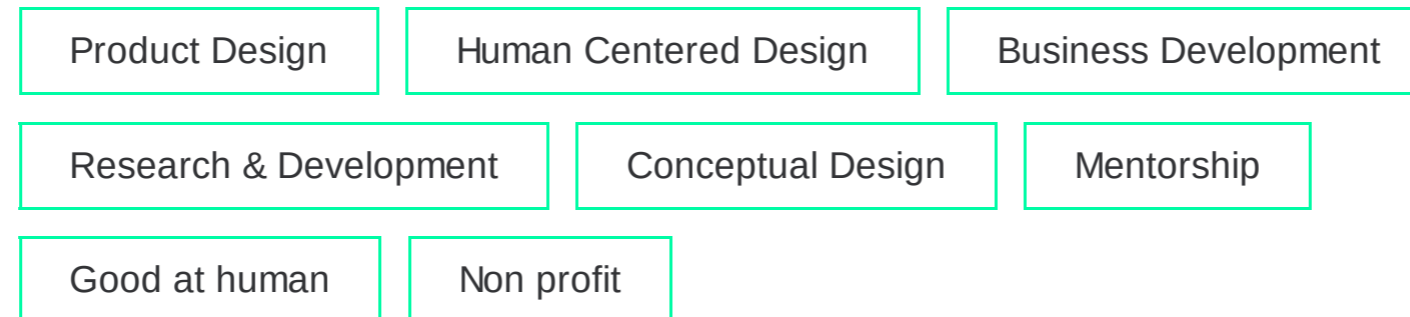 Product Design Human Centered Design Business Development
Research & Development Conceptual Design Mentorship
Good at human Non profit